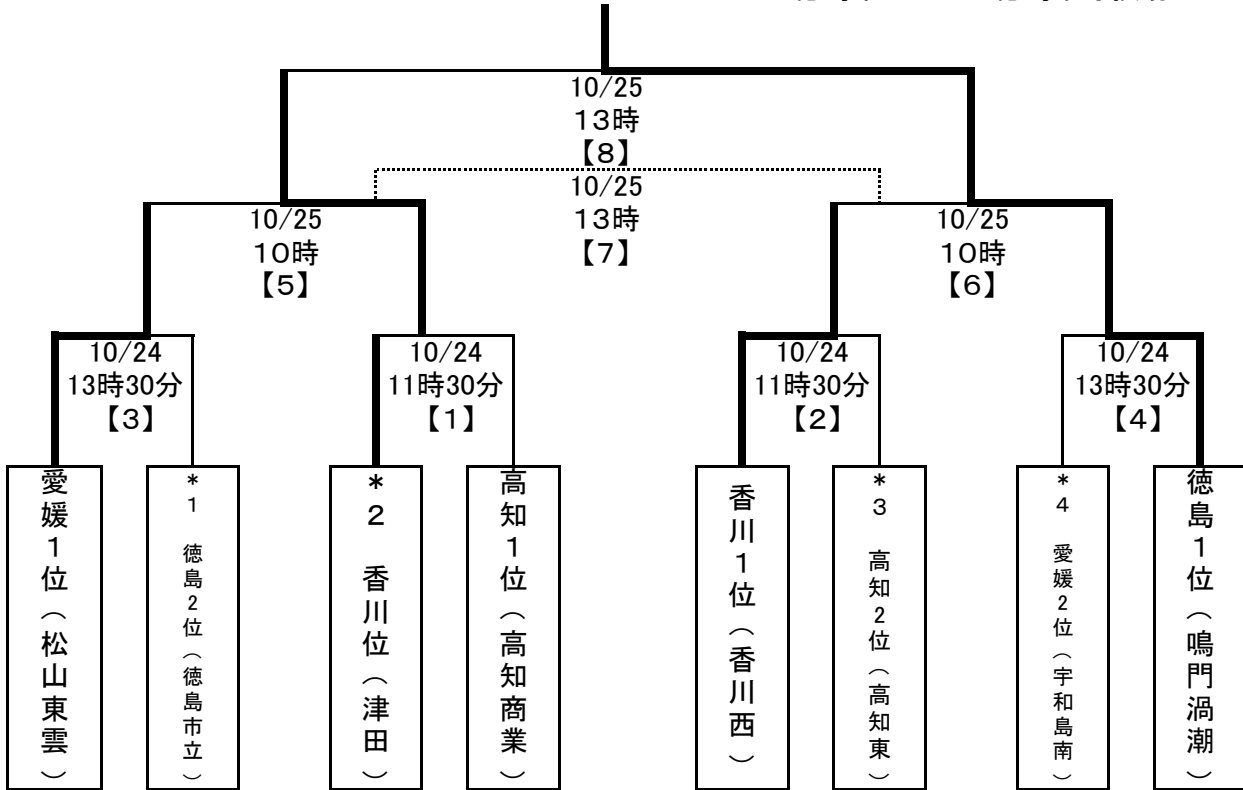 10/25
13時
【8】
10/25
13時
【7】
10/25
10時
【5】
10/25
10時
【6】
10/24
13時30分
【3】
10/24
11時30分
【1】
10/24
11時30分
【2】
10/24
13時30分
【4】
愛媛1位(松山東雲)
*1 徳島2位(徳島市立)
*2 香川位(津田)
高知1位(高知商業)
香川1位(香川西)
*3 高知2位(高知東)
*4 愛媛2位(宇和島南)
徳島1位(鳴門渦潮)